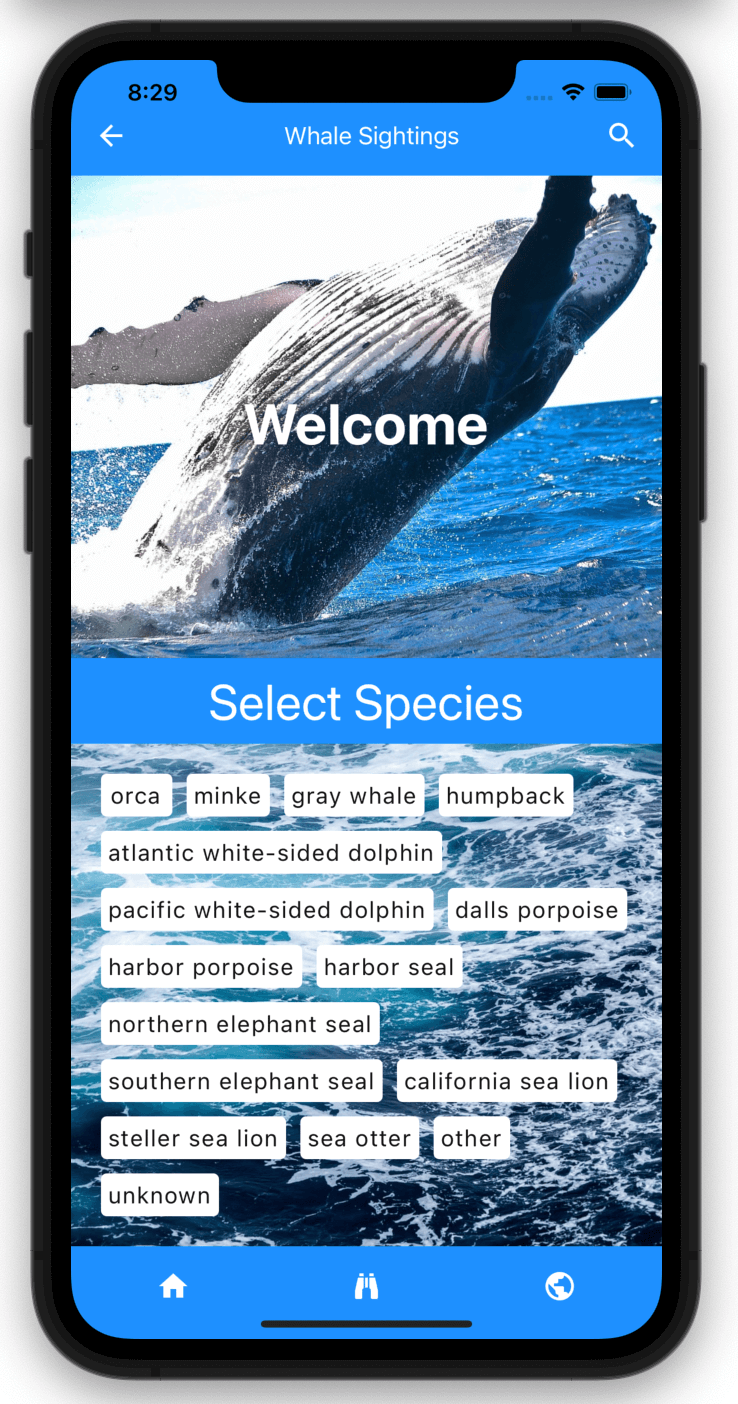 8:29
Whale Sightings
Welcome
Select Species
orca minke gray whale humpback
atlantic white-sided dolphin
pacific white-sided dolphin dalls porpoise
harbor porpoise harbor seal
northern elephant seal
southern elephant seal california sea lion
steller sea lion sea otter other
unknown